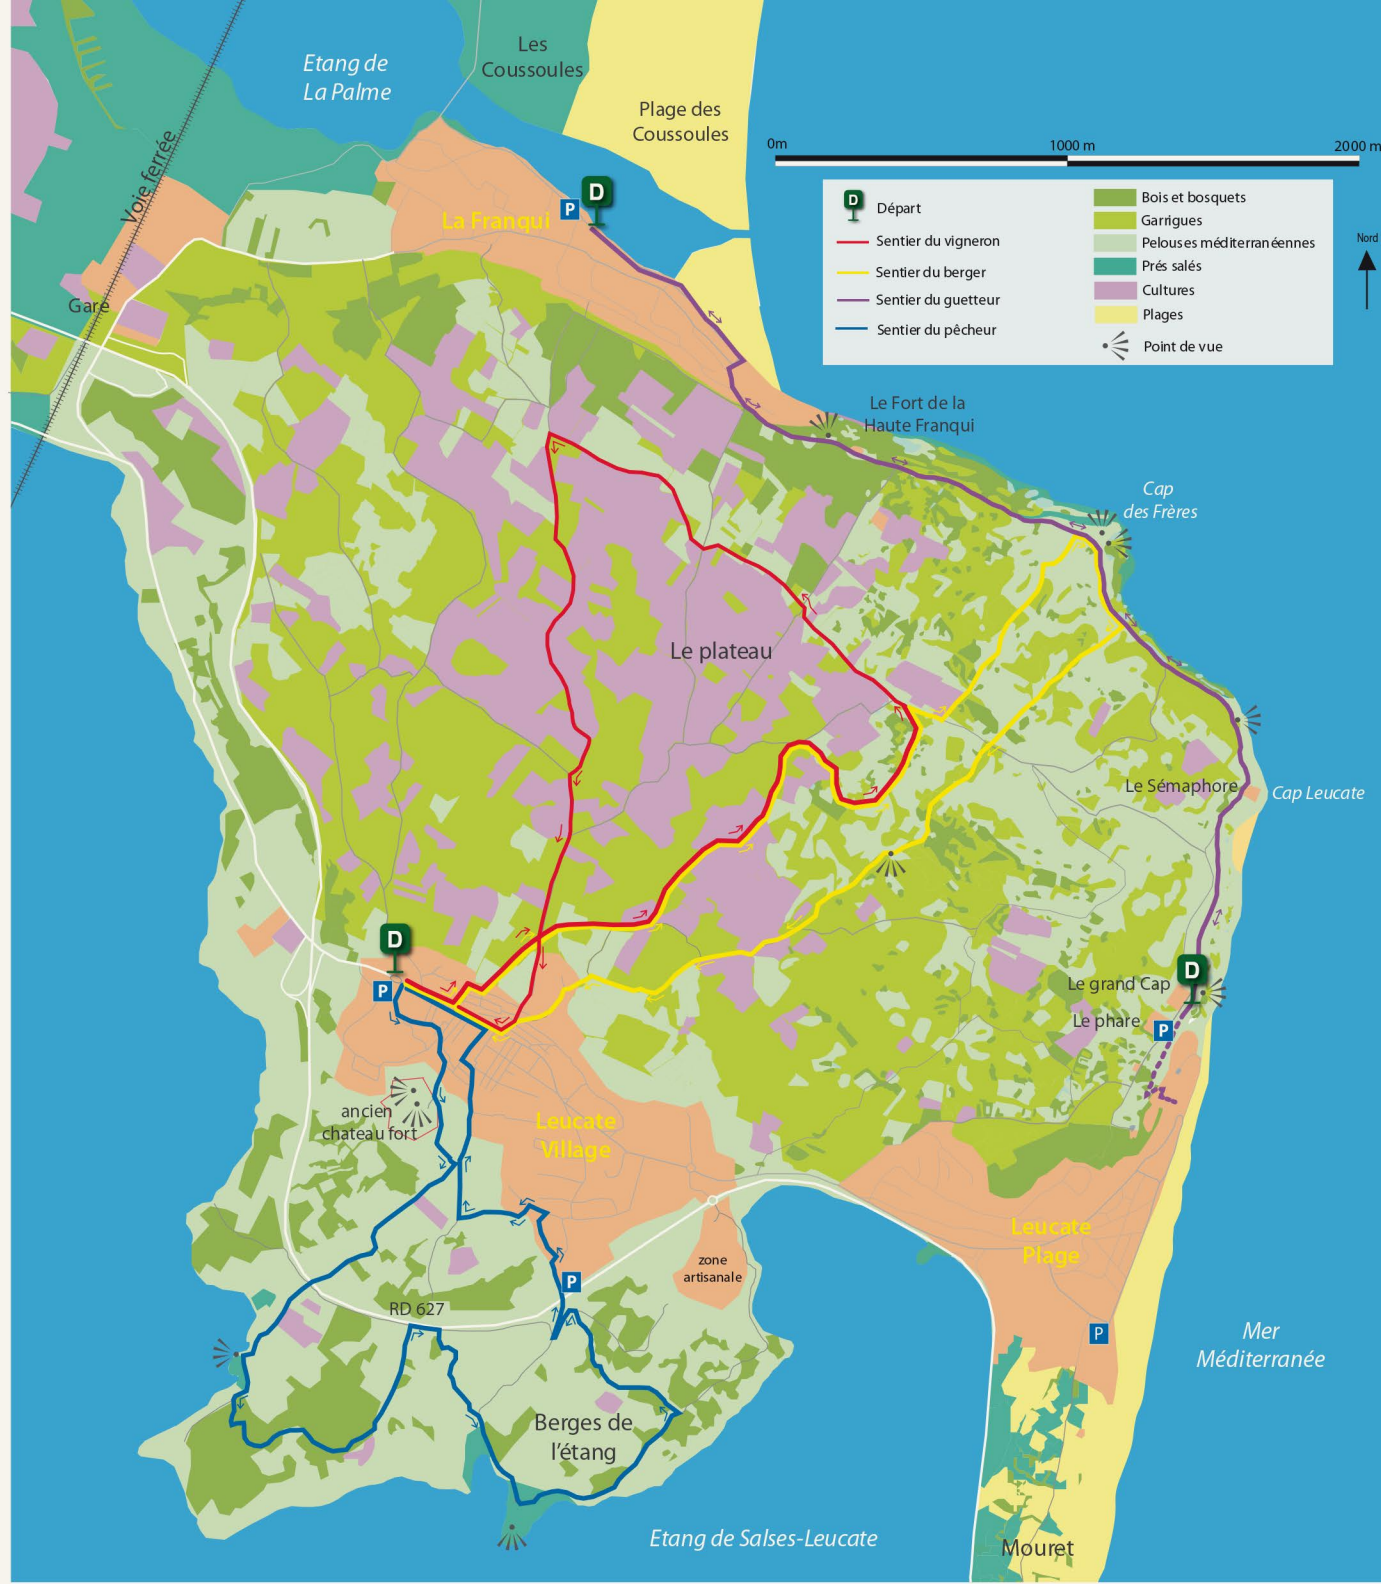 Etang de
La Palme
Les
Coussoules
Plage des
Coussoules
0m
1000 m
2000 m
Voie ferrée
D
P
La Franqui
D
Départ
Sentier du vigneron
Sentier du berger
Sentier du guetteur
Sentier du pêcheur
Bois et bosquets
Garrigues
Pelouses méditerranéennes
Prés salés
Cultures
Plages
Point de vue
Nord
Gare
Le Fort de la
Haute Franqui
Cap
des Frères
Le plateau
Le Sémaphore
Cap Leucate
D
P
D
Le grand Cap
Le phare
P
ancien
chateau fort
Leucate
Village
Leucate
Plage
zone
artisanale
P
RD 627
P
Mer
Méditerranée
Berges de
l'étang
Etang de Salses-Leucate
Mouret